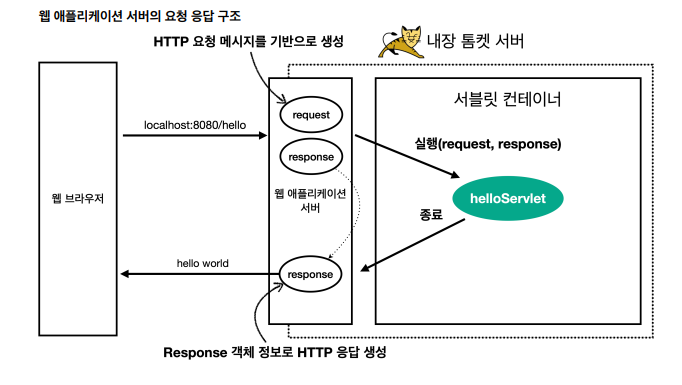 웹 애플리케이션 서버의 요청 응답 구조
HTTP 요청 메시지를 기반으로 생성
내장 톰켓 서버
서블릿 컨테이너
request
localhost:8080/hello
실행(request, response)
response
웹 애플리케이션
서버
웹 브라우저
helloServlet
종료
hello world
response
Response 객체 정보로 HTTP 응답 생성